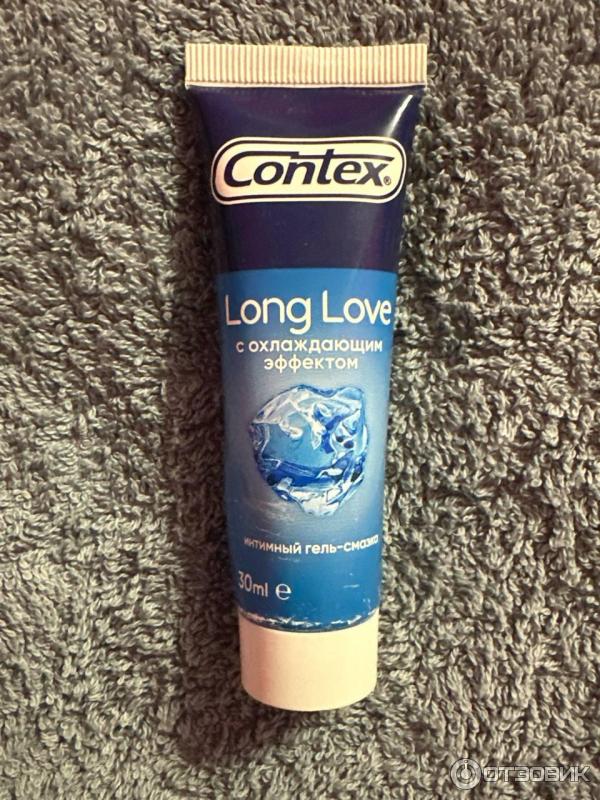 Contex®
Long Love
с охлаждающим
эффектом
интимный гель-смазка
30ml e
ОТЗОВИК